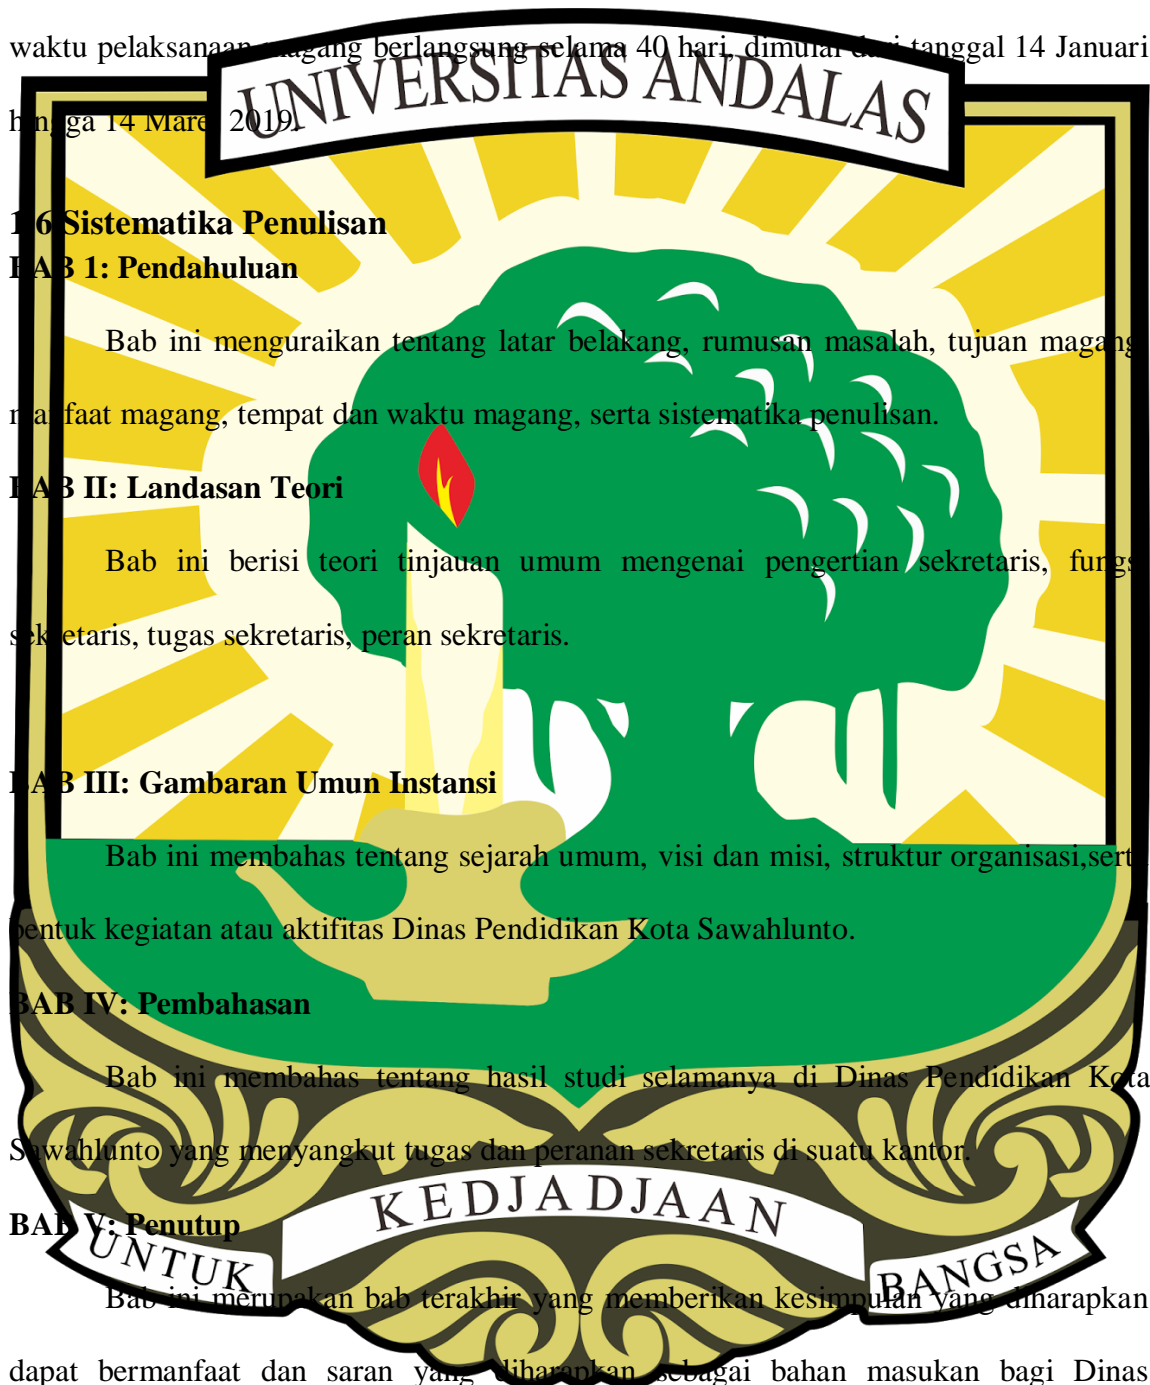 waktu pelaksanaan magang berlangsung selama 40 hari, dimulai dari tanggal 14 Januari
hingga 14 Maret 2019.
UNIVERSITAS ANDALAS
1.6 Sistematika Penulisan
BAB 1: Pendahuluan
Bab ini menguraikan tentang latar belakang, rumusan masalah, tujuan magang,
manfaat magang, tempat dan waktu magang, serta sistematika penulisan.
BAB II: Landasan Teori
Bab ini berisi teori tinjauan umum mengenai pengertian sekretaris, fungsi
sekretaris, tugas sekretaris, peran sekretaris.
BAB III: Gambaran Umun Instansi
Bab ini membahas tentang sejarah umum, visi dan misi, struktur organisasi,serta
bentuk kegiatan atau aktifitas Dinas Pendidikan Kota Sawahlunto.
BAB IV: Pembahasan
Bab ini membahas tentang hasil studi selamanya di Dinas Pendidikan Kota
Sawahlunto yang menyangkut tugas dan peranan sekretaris di suatu kantor.
BAB V: Penutup
UNTUK KEDJADJAAN BANGSA
Bab ini merupakan bab terakhir yang memberikan kesimpulan yang diharapkan
dapat bermanfaat dan saran yang diharapkan sebagai bahan masukan bagi Dinas